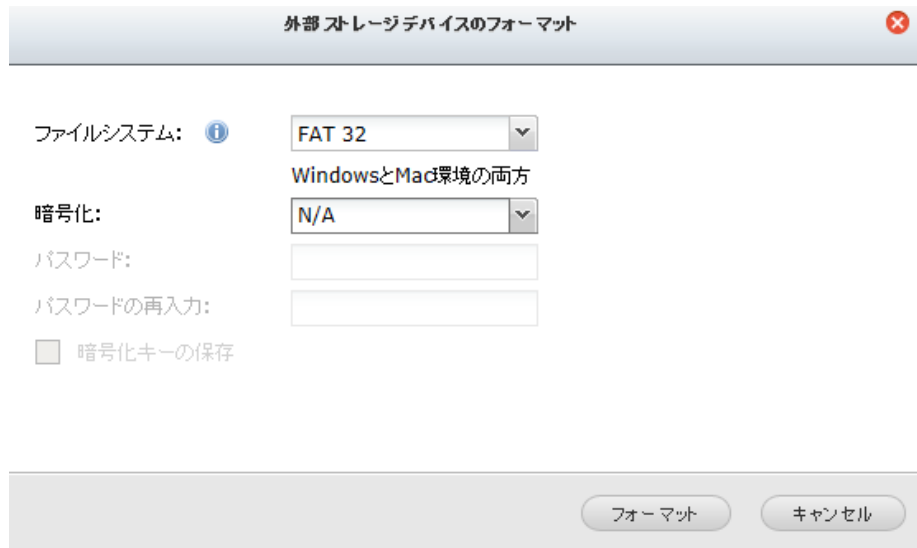 外部ストレージデバイスのフォーマット
ファイルシステム: FAT 32
WindowsとMac環境の両方
暗号化: N/A
パスワード:
パスワードの再入力:
暗号化キーの保存
フォーマット キャンセル